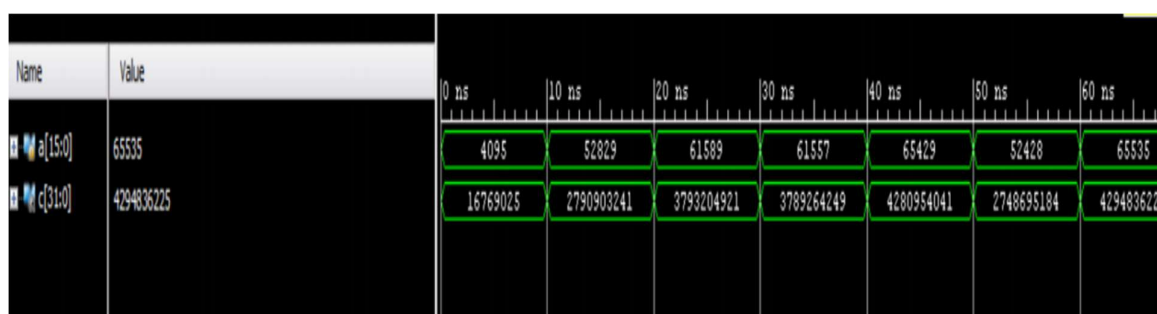 Name Value
0 ns 10 ns 20 ns 30 ns 40 ns 50 ns 60 ns
a[15:0] 65535 4095 52829 61589 61557 65429 52428 65535
c[31:0] 4294836225 16769025 2790903241 3793204921 3789264249 4280954041 2748695184 429483622